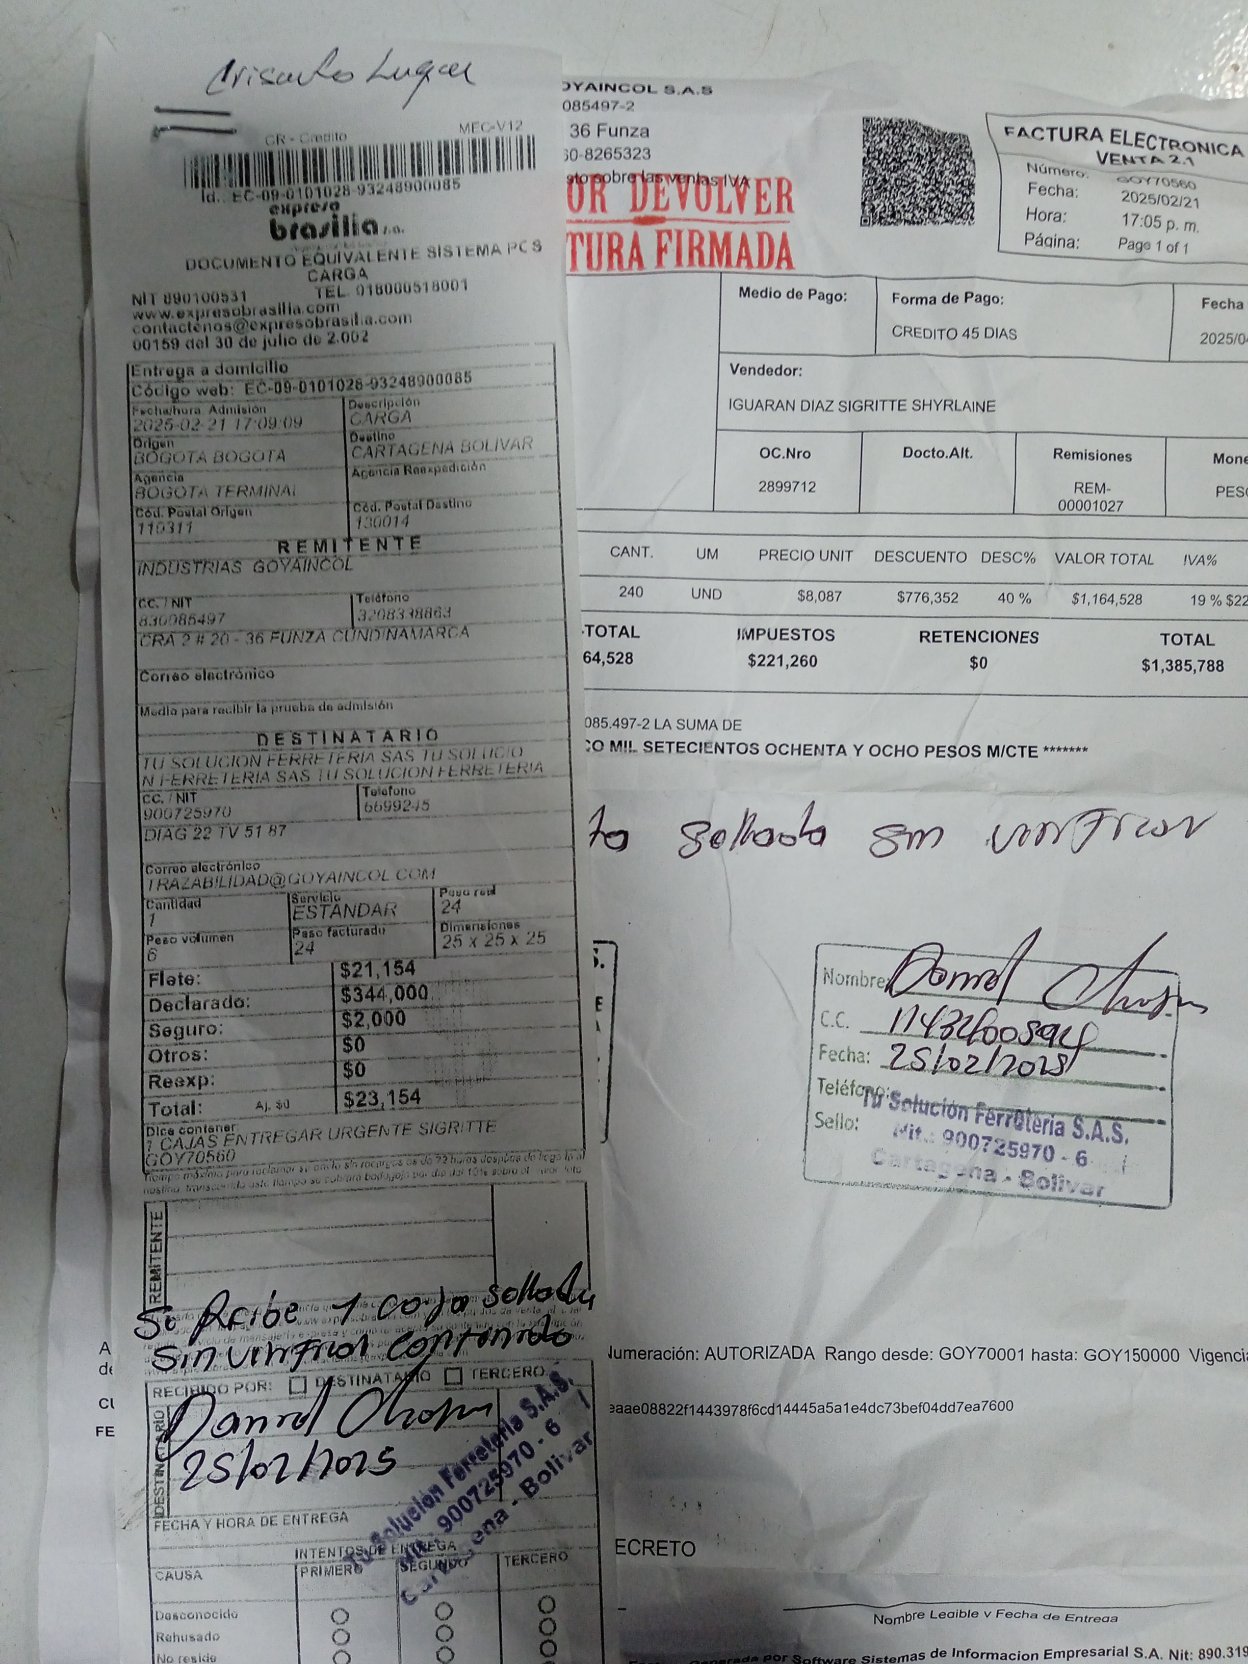 CR - Crédito MEC-V12
Id.: EC-09-0101028-93248900085
expreso
brasilia s.a.
DOCUMENTO EQUIVALENTE SISTEMA POS
CARGA
NIT 890100531 TEL. 018000518001
www.expresobrasilia.com
contactenos@expresobrasilia.com
00159 del 30 de julio de 2.002
Entrega a domicilio
Código web: EC-09-0101028-93248900085
Fecha/hora Admisión Descripción
2025-02-21 17:09:09 CARGA
Origen Destino
BOGOTA BOGOTA CARTAGENA BOLIVAR
Agencia Agencia Reexpedición
BOGOTA TERMINAL
Cód. Postal Origen Cód. Postal Destino
110311 130014
REMITENTE
INDUSTRIAS GOYAINCOL
CC. / NIT Teléfono
830085497 3208338863
CRA 2 # 20 - 36 FUNZA CUNDINAMARCA
Correo electrónico
Medio para recibir la prueba de admisión
DESTINATARIO
TU SOLUCION FERRETERIA SAS TU SOLUCIO
N FERRETERIA SAS TU SOLUCION FERRETERIA
CC. / NIT Teléfono
900725970 6699245
DIAG 22 TV 51 87
Correo electrónico
TRAZABILIDAD@GOYAINCOL.COM
Cantidad Servicio Peso real
1 ESTANDAR 24
Peso volumen Peso facturado Dimensiones
6 24 25 x 25 x 25
Flete: $21,154
Declarado: $344,000
Seguro: $2,000
Otros: $0
Reexp: $0
Total: Aj. $0 $23,154
Dice contener
1 CAJAS ENTREGAR URGENTE SIGRITTE
GOY70560
REMITENTE
Se Recibe 1 caja sellada
sin verificar contenido
RECIBIDO POR: DESTINATARIO TERCERO
DESTINATARIO
25/02/2025
Tu Solución Ferreteria S.A.S.
Nit.: 900725970 - 6
Cartagena - Bolivar
FECHA Y HORA DE ENTREGA
INTENTOS DE ENTREGA
CAUSA PRIMERO SEGUNDO TERCERO
Desconocido
Rehusado
No reside
OYAINCOL S.A.S
085497-2
36 Funza
60-8265323
sto sobre las ventas IVA
OR DEVOLVER
TURA FIRMADA
FACTURA ELECTRONICA
VENTA 2.1
Número: GOY70560
Fecha: 2025/02/21
Hora: 17:05 p. m.
Página: Page 1 of 1
Medio de Pago: Forma de Pago: Fecha
CREDITO 45 DIAS 2025/04
Vendedor:
IGUARAN DIAZ SIGRITTE SHYRLAINE
OC.Nro Docto.Alt. Remisiones Mone
2899712 REM- PESO
00001027
CANT. UM PRECIO UNIT DESCUENTO DESC% VALOR TOTAL IVA%
240 UND $8,087 $776,352 40 % $1,164,528 19 % $22
-TOTAL IMPUESTOS RETENCIONES TOTAL
64,528 $221,260 $0 $1,385,788
085.497-2 LA SUMA DE
CO MIL SETECIENTOS OCHENTA Y OCHO PESOS M/CTE *******
sellada sin verificar
Nombre
C.C.
Fecha: 25/02/2025
Teléfono:
Sello:
Tu Solución Ferreteria S.A.S.
Nit.: 900725970 - 6
Cartagena - Bolivar
Numeración: AUTORIZADA Rango desde: GOY70001 hasta: GOY150000 Vigencia
eaae08822f1443978f6cd14445a5a1e4dc73bef04dd7ea7600
ECRETO
Nombre Legible y Fecha de Entrega
Generada por Software Sistemas de Informacion Empresarial S.A. Nit: 890.319